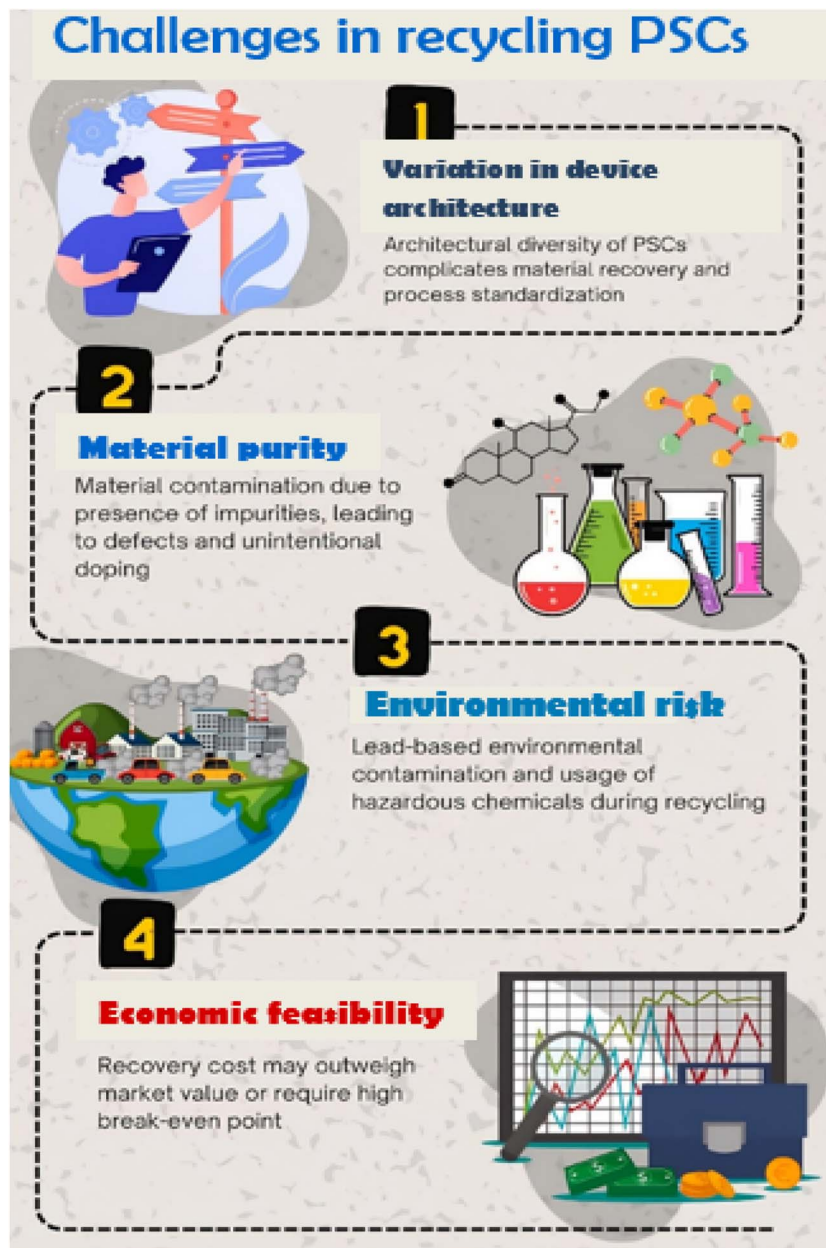 Challenges in recycling PSCs
1
Variation in device
architecture
Architectural diversity of PSCs
complicates material recovery and
process standardization
2
Material purity
Material contamination due to
presence of impurities, leading
to defects and unintentional
doping
3
Environmental risk
Lead-based environmental
contamination and usage of
hazardous chemicals during recycling
4
Economic feasibility
Recovery cost may outweigh
market value or require high
break-even point
$
$